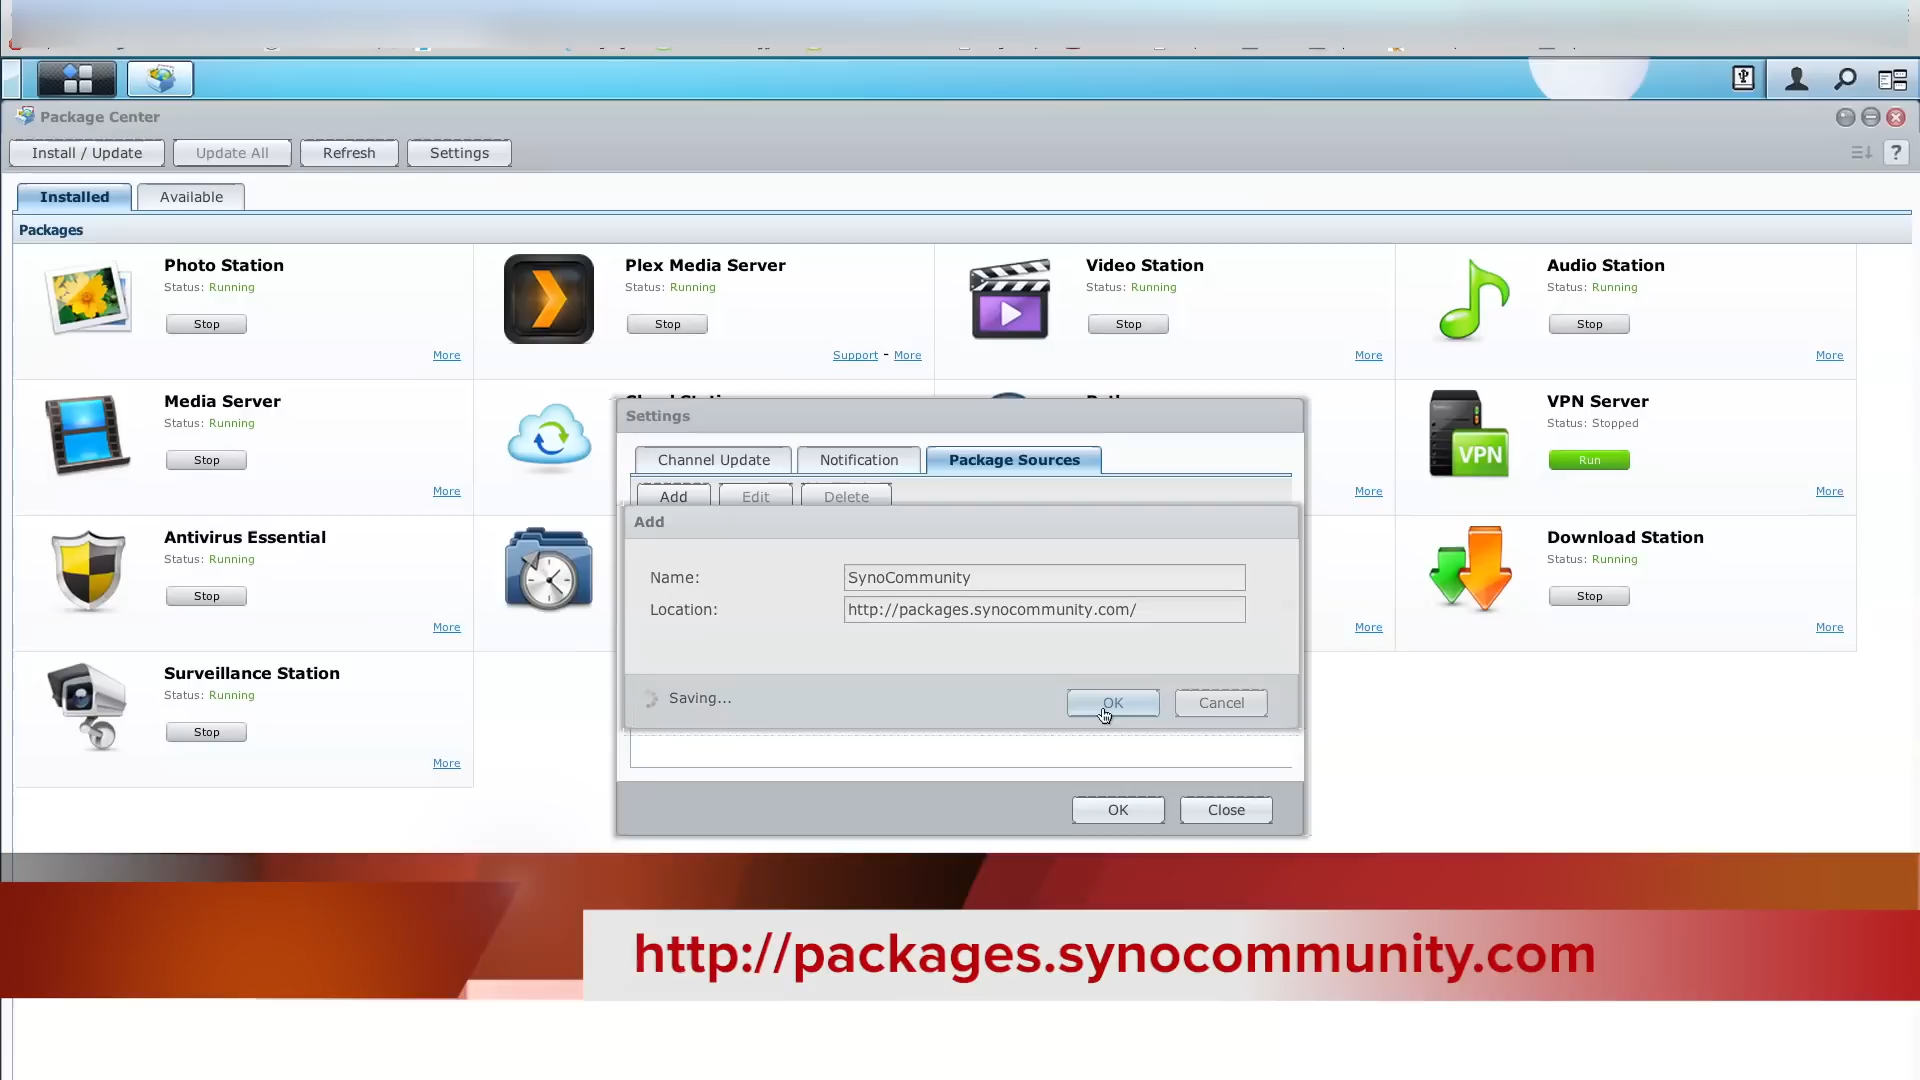 Package Center
Install / Update
Update All
Refresh
Settings
?
Installed
Available
Packages
Photo Station
Status: Running
Stop
More
Plex Media Server
Status: Running
Stop
Support - More
Video Station
Status: Running
Stop
More
Audio Station
Status: Running
Stop
More
Media Server
Status: Running
Stop
More
More
VPN Server
Status: Stopped
VPN
Run
More
Antivirus Essential
Status: Running
Stop
More
More
Download Station
Status: Running
Stop
More
Surveillance Station
Status: Running
Stop
More
Settings
Channel Update
Notification
Package Sources
Add
Edit
Delete
Add
Name:
SynoCommunity
Location:
http://packages.synocommunity.com/
Saving...
OK
Cancel
OK
Close
http://packages.synocommunity.com